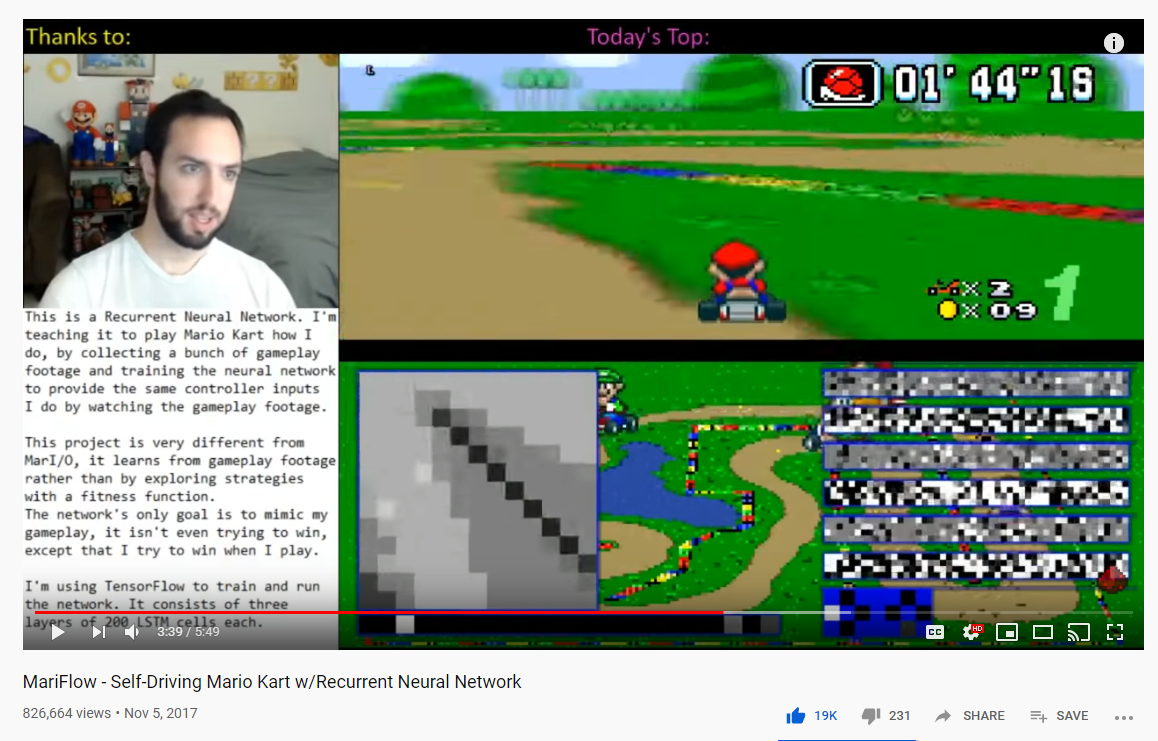 Thanks to:
Today's Top:
L
01'44"15
x 2
x 09
1
This is a Recurrent Neural Network. I'm
teaching it to play Mario Kart how I
do, by collecting a bunch of gameplay
footage and training the neural network
to provide the same controller inputs
I do by watching the gameplay footage.
This project is very different from
MarI/O, it learns from gameplay footage
rather than by exploring strategies
with a fitness function.
The network's only goal is to mimic my
gameplay, it isn't even trying to win,
except that I try to win when I play.
I'm using TensorFlow to train and run
the network. It consists of three
layers of 200 LSTM cells each.
3:39 / 5:49
CC
HD
MariFlow - Self-Driving Mario Kart w/Recurrent Neural Network
826,664 views • Nov 5, 2017
19K
231
SHARE
SAVE